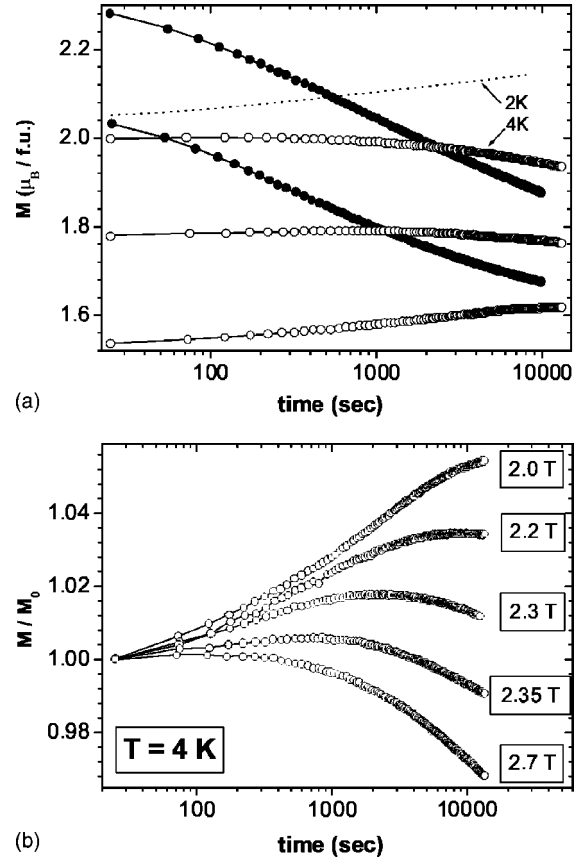 2.2
2.0
1.8
1.6
M (μB / f.u.)
2K
4K
100
1000
10000
(a)
time (sec)
1.04
1.02
1.00
0.98
M / M0
2.0 T
2.2 T
2.3 T
2.35 T
2.7 T
T = 4 K
100
1000
10000
(b)
time (sec)